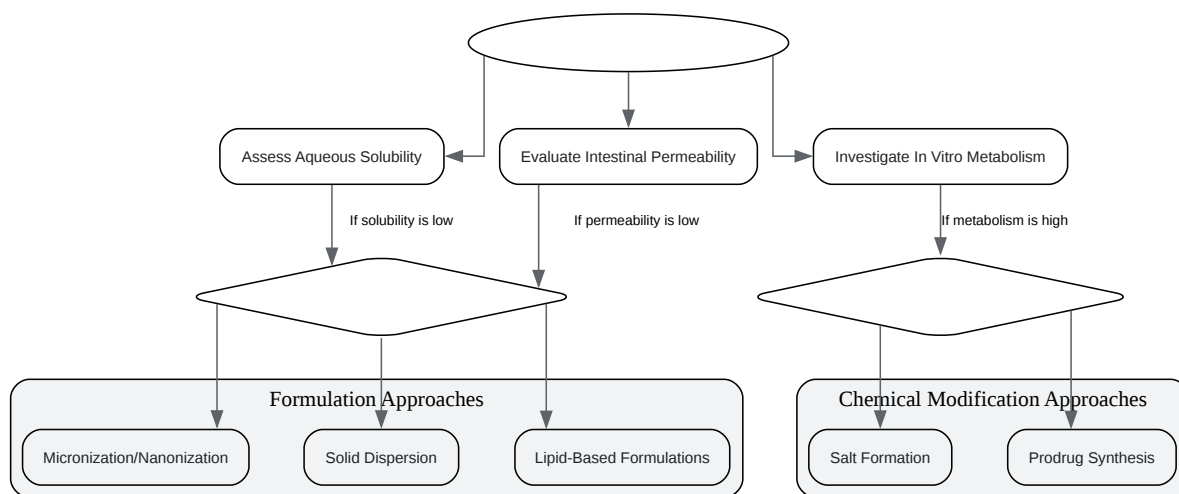 Assess Aqueous Solubility
Evaluate Intestinal Permeability
Investigate In Vitro Metabolism
If solubility is low
If permeability is low
If metabolism is high
Formulation Approaches
Chemical Modification Approaches
Micronization/Nanonization
Solid Dispersion
Lipid-Based Formulations
Salt Formation
Prodrug Synthesis